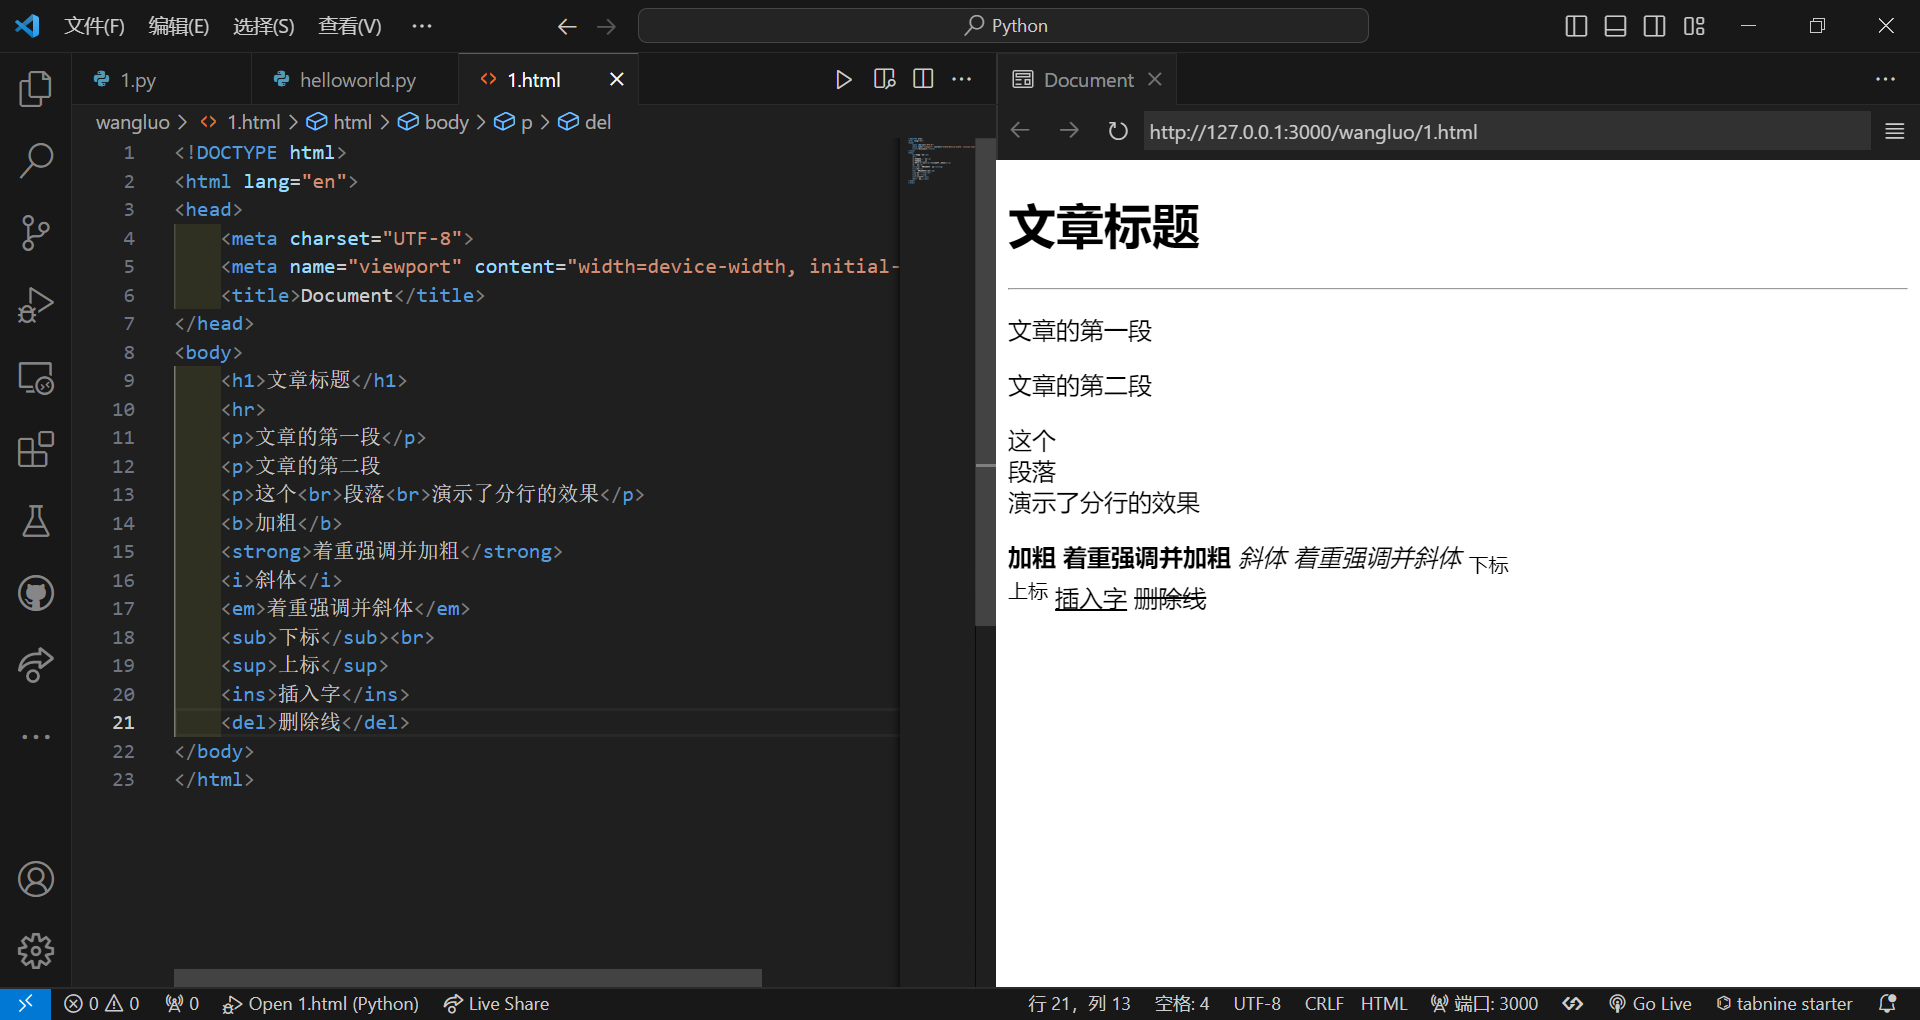 文件(F) 编辑(E) 选择(S) 查看(V) ··· Python
1.py helloworld.py 1.html
wangluo > 1.html > html > body > p > del
1 <!DOCTYPE html>
2 <html lang="en">
3 <head>
4 <meta charset="UTF-8">
5 <meta name="viewport" content="width=device-width, initial-
6 <title>Document</title>
7 </head>
8 <body>
9 <h1>文章标题</h1>
10 <hr>
11 <p>文章的第一段</p>
12 <p>文章的第二段
13 <p>这个<br>段落<br>演示了分行的效果</p>
14 <b>加粗</b>
15 <strong>着重强调并加粗</strong>
16 <i>斜体</i>
17 <em>着重强调并斜体</em>
18 <sub>下标</sub><br>
19 <sup>上标</sup>
20 <ins>插入字</ins>
21 <del>删除线</del>
22 </body>
23 </html>
Document
http://127.0.0.1:3000/wangluo/1.html
文章标题
文章的第一段
文章的第二段
这个
段落
演示了分行的效果
加粗 着重强调并加粗 斜体 着重强调并斜体 下标
上标 插入字 删除线
0 0 0 Open 1.html (Python) Live Share 行 21, 列 13 空格: 4 UTF-8 CRLF HTML 端口: 3000 Go Live tabnine starter